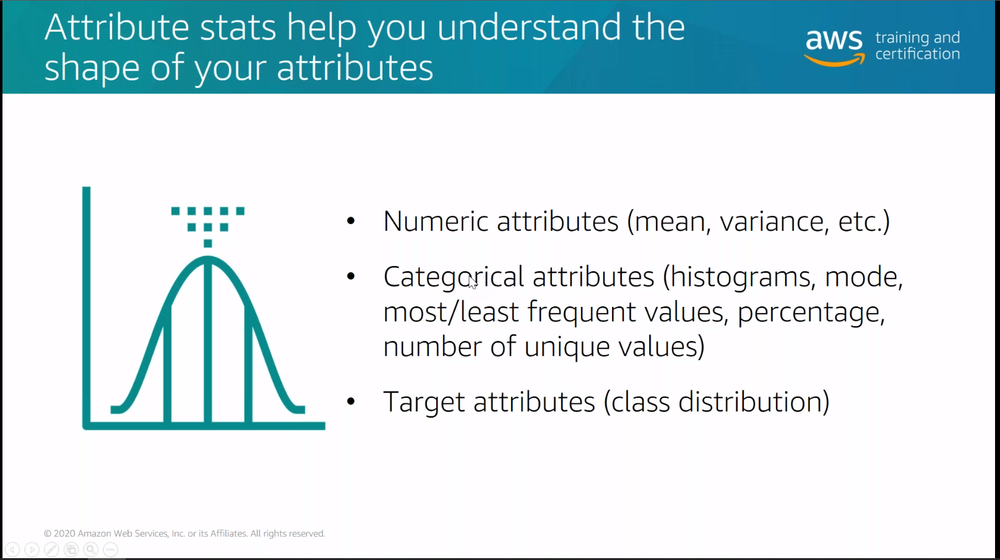 Attribute stats help you understand the
shape of your attributes
aws training and
certification
• Numeric attributes (mean, variance, etc.)
• Categorical attributes (histograms, mode,
most/least frequent values, percentage,
number of unique values)
• Target attributes (class distribution)
© 2020 Amazon Web Services, Inc. or its Affiliates. All rights reserved.